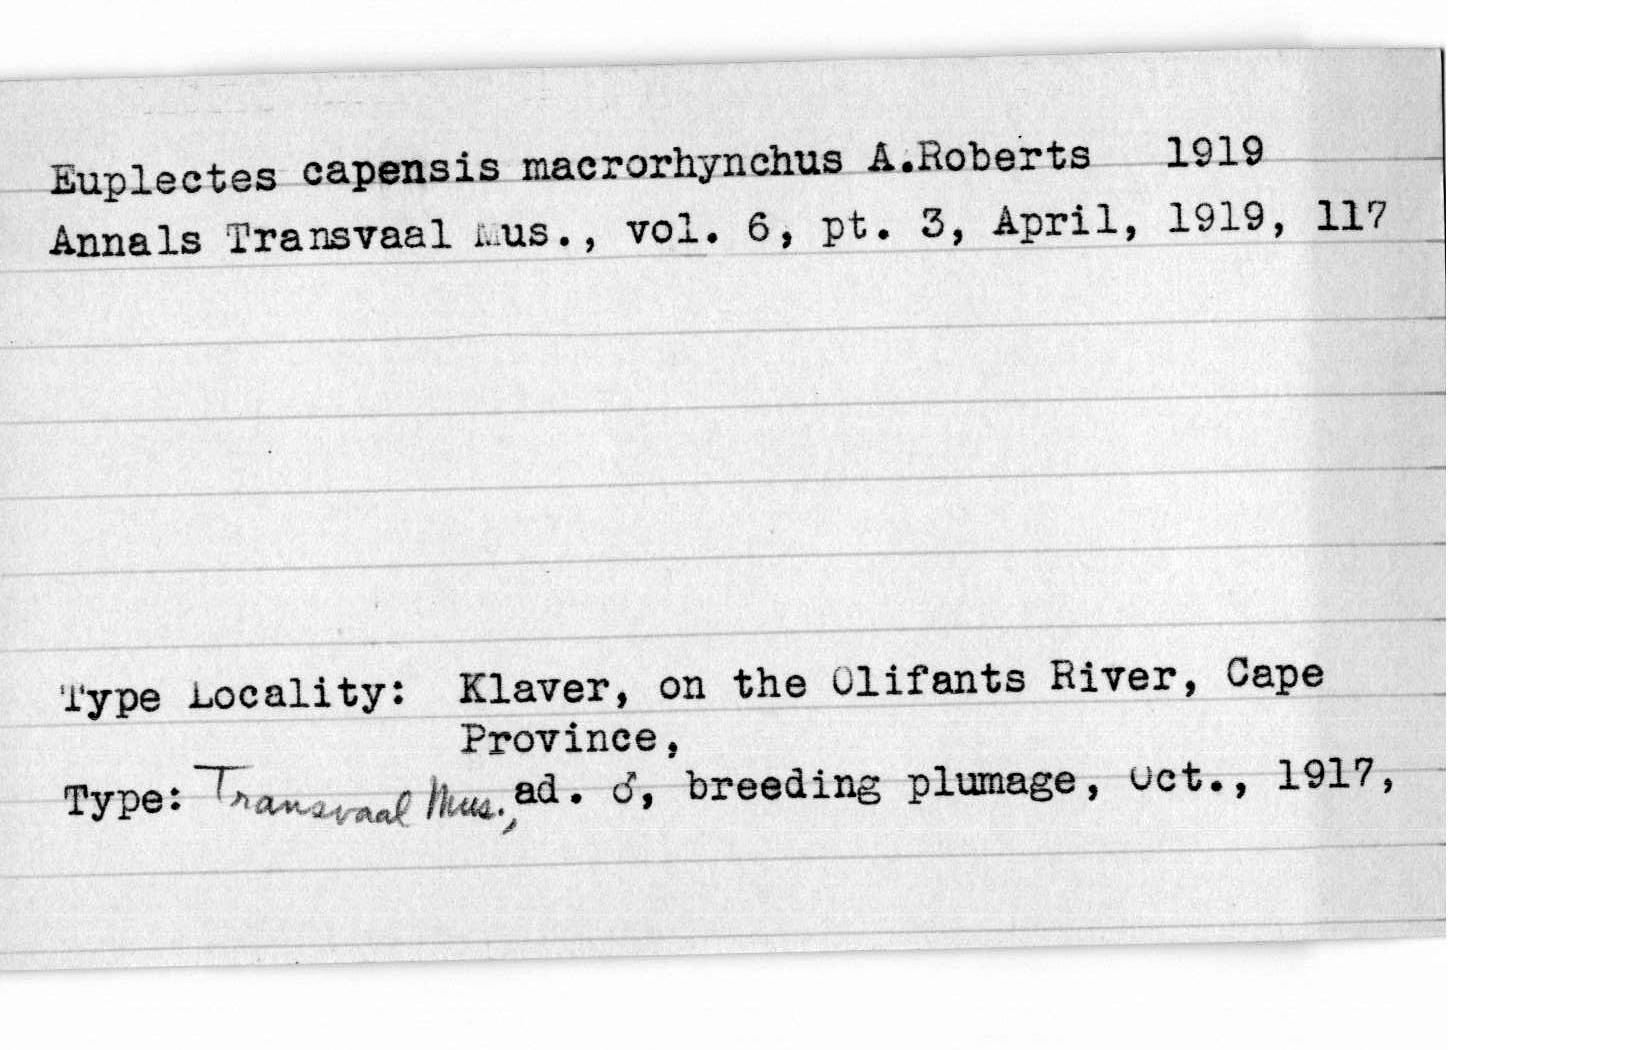 Euplectes capensis macrorhynchus A.Roberts 1919
Annals Transvaal Mus., vol. 6, pt. 3, April, 1919, 117
Type Locality: Klaver, on the Olifants River, Cape
Province,
Type: Transvaal Mus., ad. ♂, breeding plumage, Oct., 1917,